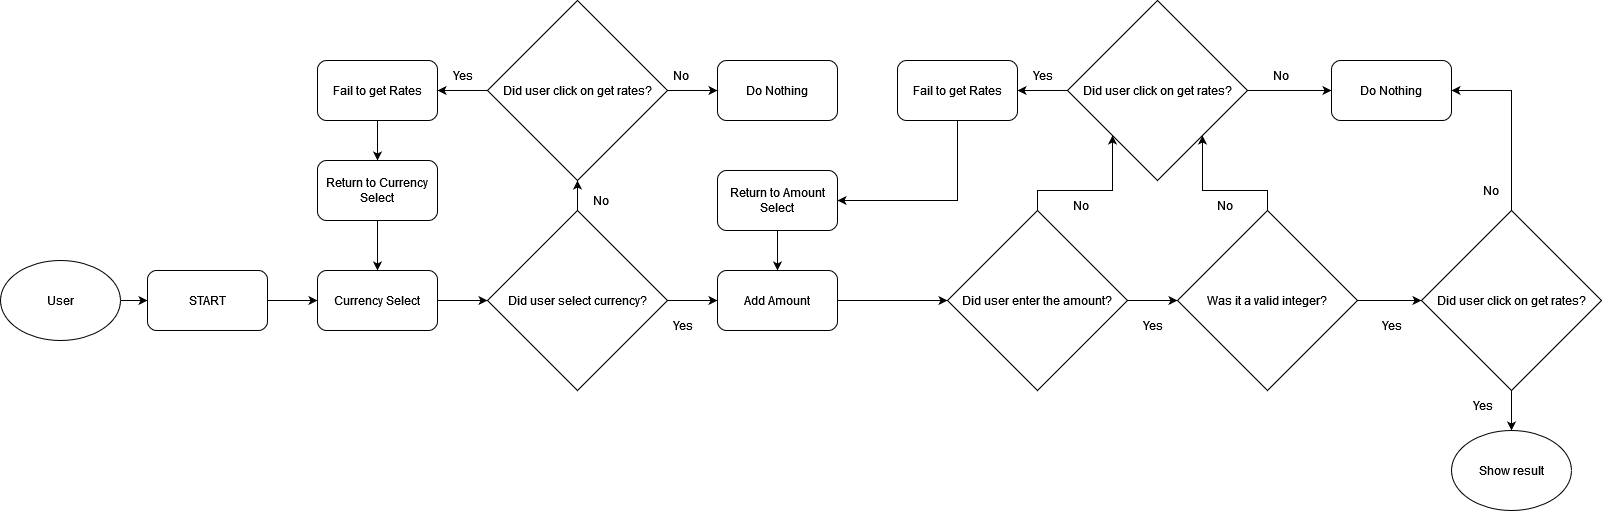 Fail to get Rates
Yes
Did user click on get rates?
No
Do Nothing
Fail to get Rates
Yes
Did user click on get rates?
No
Do Nothing
Return to Currency
Select
No
Return to Amount
Select
No
No
No
User
START
Currency Select
Did user select currency?
Yes
Add Amount
Did user enter the amount?
Yes
Was it a valid integer?
Yes
Did user click on get rates?
Yes
Show result